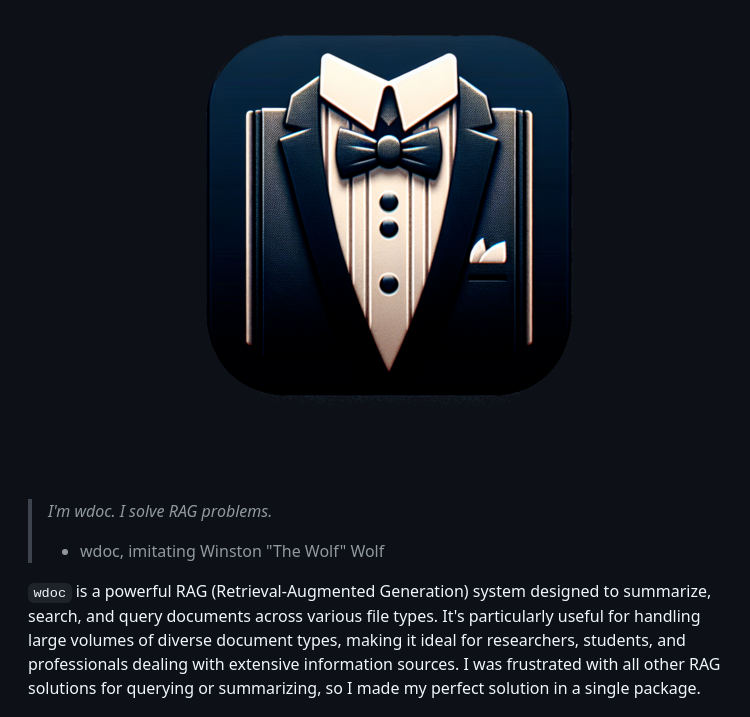 I'm wdoc. I solve RAG problems.
wdoc, imitating Winston "The Wolf" Wolf
wdoc is a powerful RAG (Retrieval-Augmented Generation) system designed to summarize,
search, and query documents across various file types. It's particularly useful for handling
large volumes of diverse document types, making it ideal for researchers, students, and
professionals dealing with extensive information sources. I was frustrated with all other RAG
solutions for querying or summarizing, so I made my perfect solution in a single package.